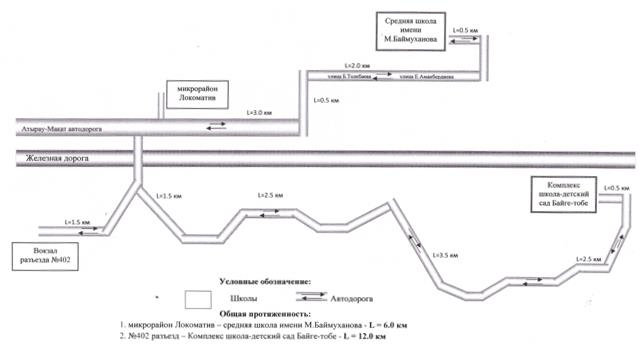 Средняя школа
имени
М.Баймуханова
L=0.5 км
L=2.0 км
улица Б.Толебаева
улица Е.Аманбердиева
L=0.5 км
микрорайон
Локоматив
L=3.0 км
Атырау-Макат автодорога
Железная дорога
Комплекс
школа-детский
сад Байге-тобе
L=0.5 км
L=1.5 км
L=2.5 км
L=1.5 км
L=3.5 км
L=2.5 км
Вокзал
разъезда №402
Условные обозначение:
Школы
Автодорога
Общая протяженность:
1. микрорайон Локоматив – средняя школа имени М.Баймуханова - L = 6.0 км
2. №402 разъезд – Комплекс школа-детский сад Байге-тобе - L = 12.0 км